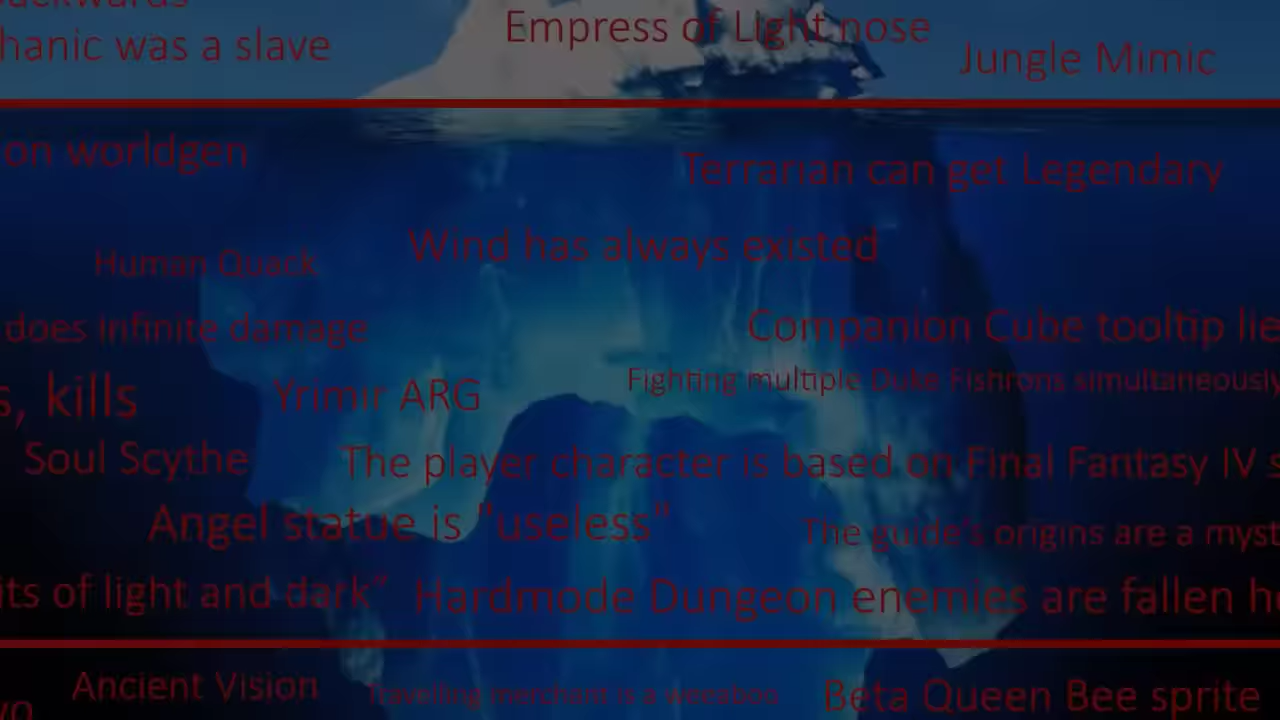 Empress of Light nose
hanic was a slave
Jungle Mimic
on worldgen
Terrarian can get Legendary
Wind has always existed
Human Quack
does infinite damage
Companion Cube tooltip lie
Fighting multiple Duke Fishrons simultaneously
s, kills
Yrimir ARG
Soul Scythe
The player character is based on Final Fantasy IV s
Angel statue is "useless"
The guide's origins are a myst
its of light and dark"
Hardmode Dungeon enemies are fallen h
Ancient Vision
Travelling merchant is a weeaboo
Beta Queen Bee sprite